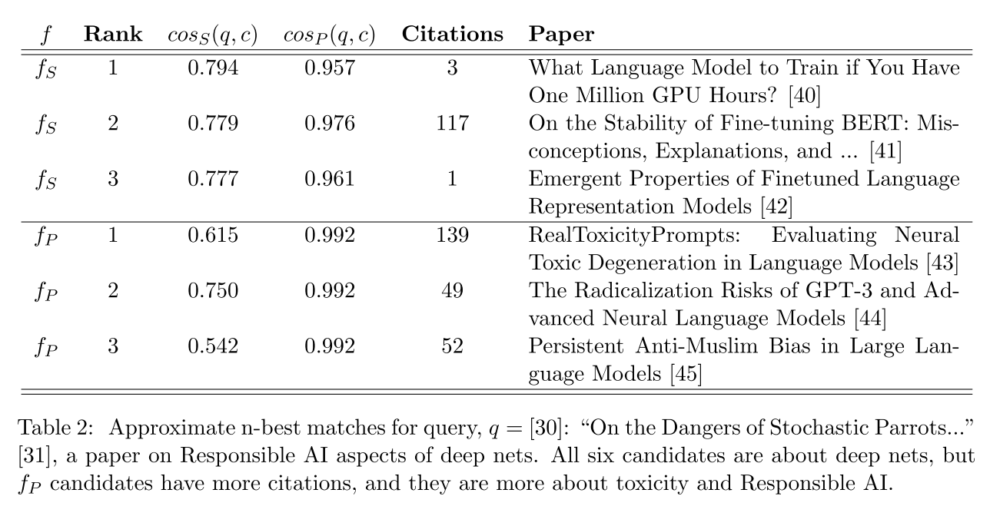 f Rank cos_S(q, c) cos_P(q, c) Citations Paper
f_S 1 0.794 0.957 3 What Language Model to Train if You Have
One Million GPU Hours? [40]
f_S 2 0.779 0.976 117 On the Stability of Fine-tuning BERT: Mis-
conceptions, Explanations, and ... [41]
f_S 3 0.777 0.961 1 Emergent Properties of Finetuned Language
Representation Models [42]
f_P 1 0.615 0.992 139 RealToxicityPrompts: Evaluating Neural
Toxic Degeneration in Language Models [43]
f_P 2 0.750 0.992 49 The Radicalization Risks of GPT-3 and Ad-
vanced Neural Language Models [44]
f_P 3 0.542 0.992 52 Persistent Anti-Muslim Bias in Large Lan-
guage Models [45]
Table 2: Approximate n-best matches for query, q = [30]: “On the Dangers of Stochastic Parrots...”
[31], a paper on Responsible AI aspects of deep nets. All six candidates are about deep nets, but
f_P candidates have more citations, and they are more about toxicity and Responsible AI.